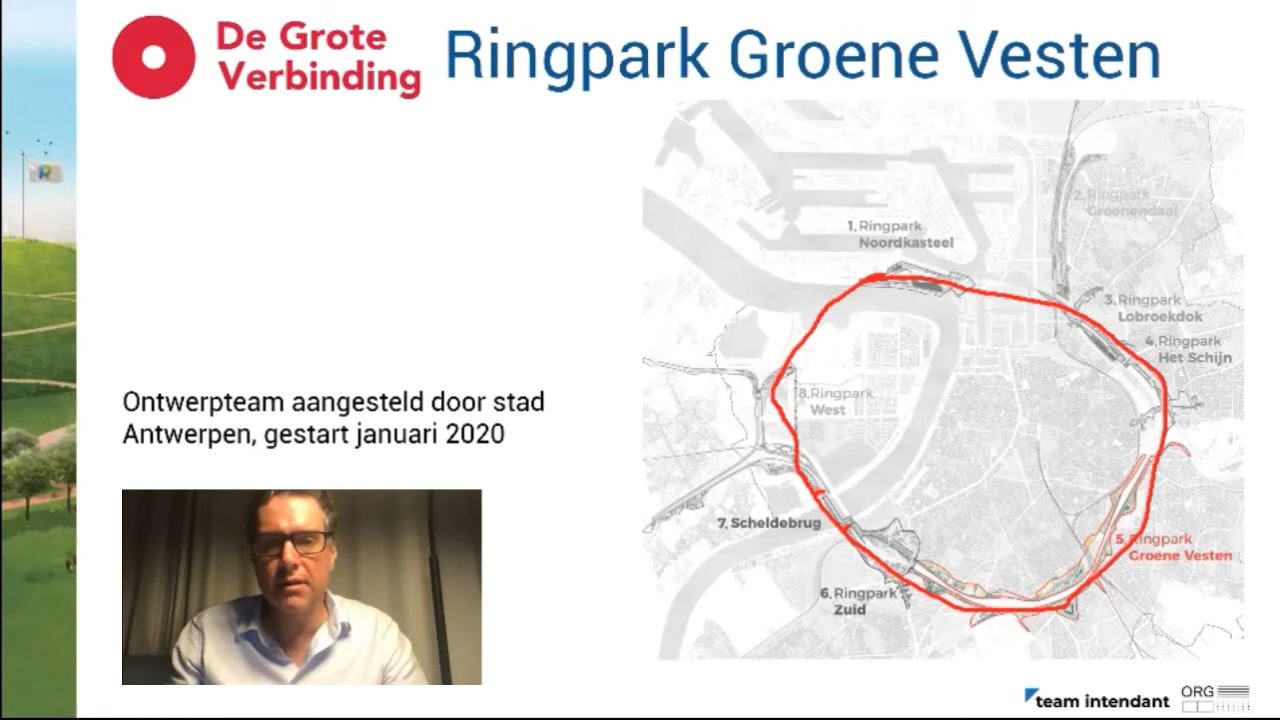 De Grote
Verbinding
Ringpark Groene Vesten
2. Ringpark
Groenendaal
1. Ringpark
Noordkasteel
3. Ringpark
Lobroekdok
4. Ringpark
Het Schijn
8. Ringpark
West
Ontwerpteam aangesteld door stad
Antwerpen, gestart januari 2020
7. Scheldebrug
5. Ringpark
Groene Vesten
6. Ringpark
Zuid
team intendant
ORG
R